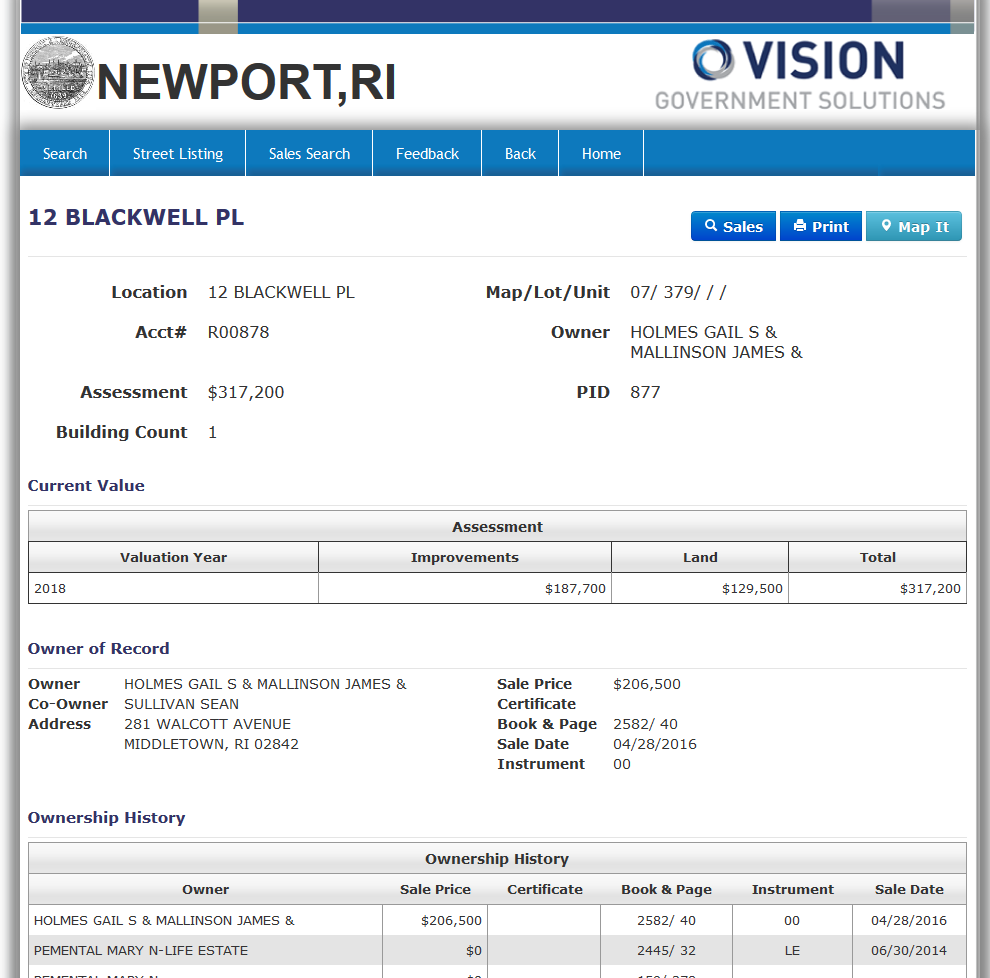 NEWPORT,RI
VISION
GOVERNMENT SOLUTIONS
Search Street Listing Sales Search Feedback Back Home
12 BLACKWELL PL
Sales Print Map It
Location 12 BLACKWELL PL Map/Lot/Unit 07/ 379/ / /
Acct# R00878 Owner HOLMES GAIL S &
MALLINSON JAMES &
Assessment $317,200 PID 877
Building Count 1
Current Value
Assessment
Valuation Year Improvements Land Total
2018 $187,700 $129,500 $317,200
Owner of Record
Owner HOLMES GAIL S & MALLINSON JAMES & Sale Price $206,500
Co-Owner SULLIVAN SEAN Certificate
Address 281 WALCOTT AVENUE Book & Page 2582/ 40
MIDDLETOWN, RI 02842 Sale Date 04/28/2016
Instrument 00
Ownership History
Ownership History
Owner Sale Price Certificate Book & Page Instrument Sale Date
HOLMES GAIL S & MALLINSON JAMES & $206,500 2582/ 40 00 04/28/2016
PEMENTAL MARY N-LIFE ESTATE $0 2445/ 32 LE 06/30/2014
PEMENTAL MARY N $0